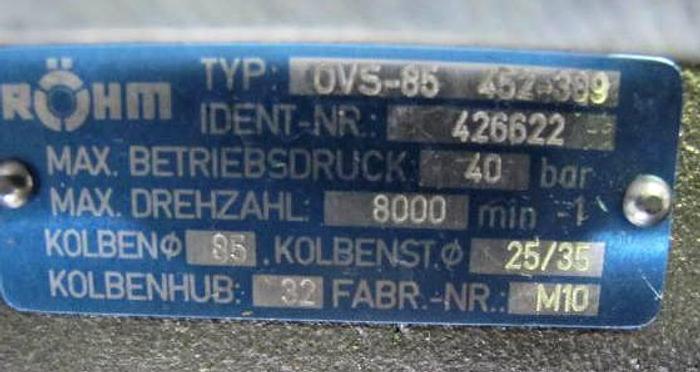 RÖHM
TYP: OVS-85 452-389
IDENT-NR.: 426622
MAX. BETRIEBSDRUCK: 40 bar
MAX. DREHZAHL: 8000 min -1
KOLBEN ϕ 85 . KOLBENST. ϕ 25/35
KOLBENHUB: 32 FABR.-NR.: M10